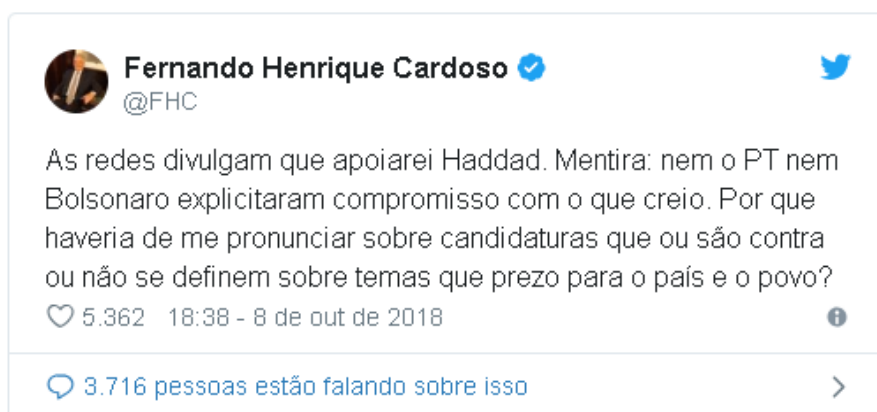 Fernando Henrique Cardoso
@FHC
As redes divulgam que apoiarei Haddad. Mentira: nem o PT nem
Bolsonaro explicitaram compromisso com o que creio. Por que
haveria de me pronunciar sobre candidaturas que ou são contra
ou não se definem sobre temas que prezo para o país e o povo?
5.362 18:38 - 8 de out de 2018
3.716 pessoas estão falando sobre isso